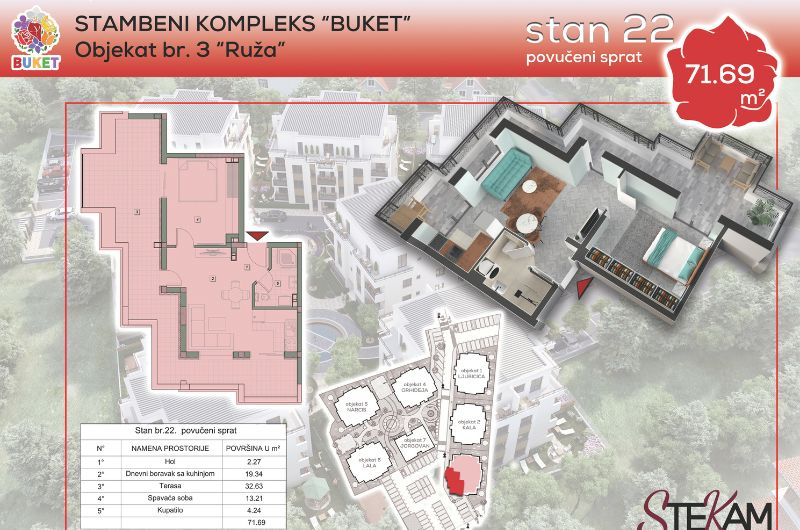 STAMBENI KOMPLEKS "BUKET"
Objekat br. 3 "Ruža"
BUKET
stan 22
povučeni sprat
71.69
m²
objekat 1
LJUBIČICA
objekat 4
ORHIDEJA
objekat 5
NARCIS
objekat 2
KALA
objekat 7
JORGOVAN
objekat 8
LALA
Stan br.22. povučeni sprat
N° NAMENA PROSTORIJE POVRŠINA U m²
1° Hol 2.27
2° Dnevni boravak sa kuhinjom 19.34
3° Terasa 32.63
4° Spavaća soba 13.21
5° Kupatilo 4.24
71.69
STEKAM